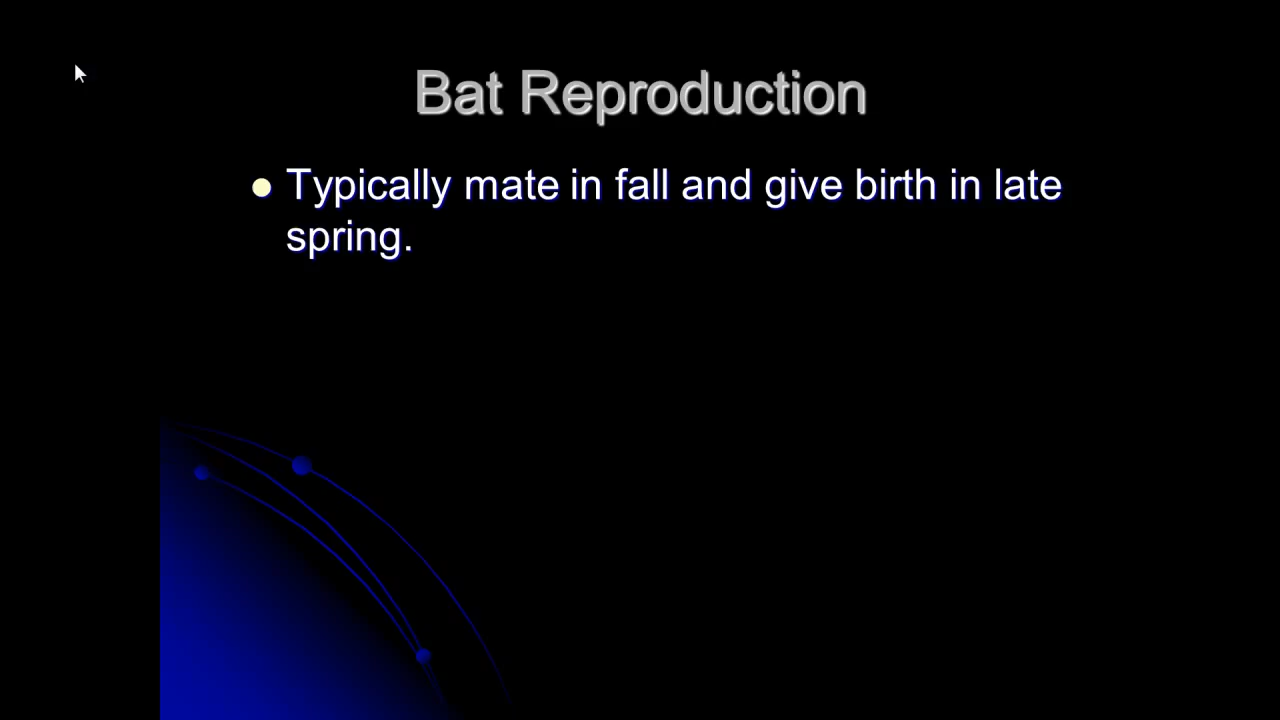 Bat Reproduction
Typically mate in fall and give birth in late
spring.